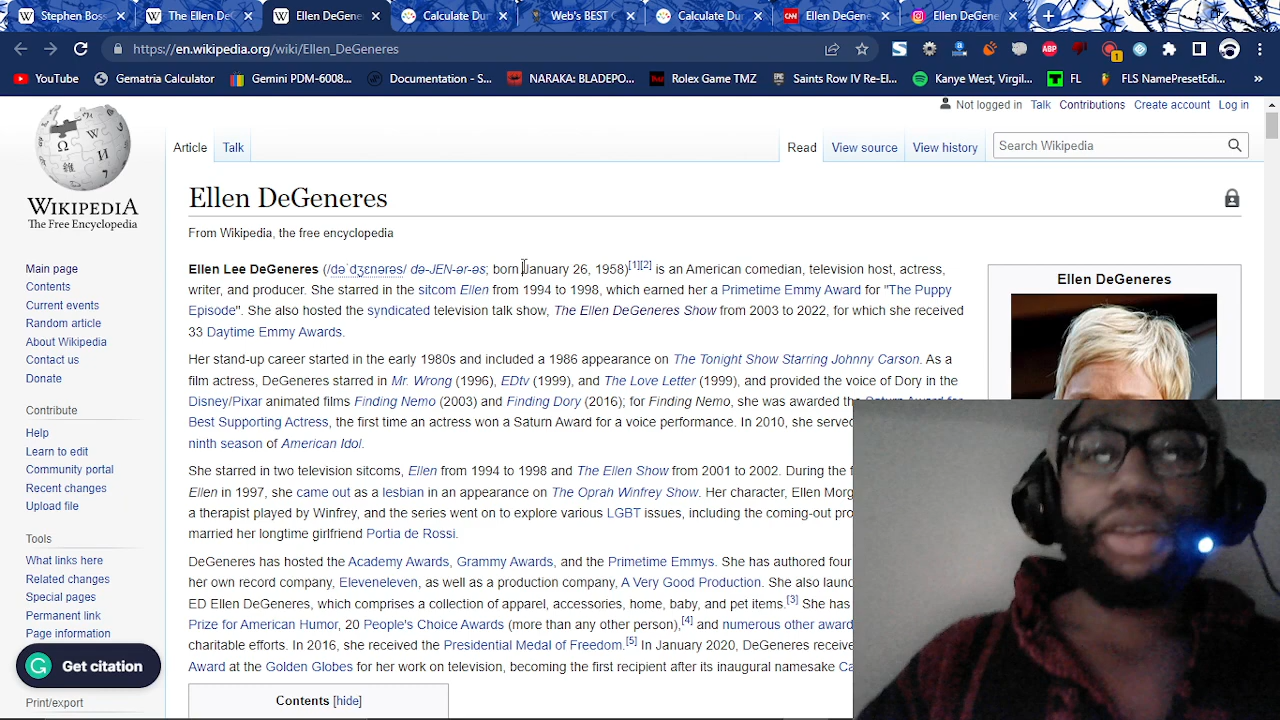 Stephen Bos
The Ellen DeG
Ellen DeGene
Calculate Dur
Web's BEST
Calculate Dur
CNN
Ellen DeGene
Ellen DeGene
https://en.wikipedia.org/wiki/Ellen_DeGeneres
ABP
1
YouTube
Gematria Calculator
Gemini PDM-6008...
Documentation - S...
NARAKA: BLADEPO...
Rolex Game TMZ
Saints Row IV Re-El...
Kanye West, Virgil...
FL
FLS NamePresetEdi...
»
Not logged in Talk Contributions Create account Log in
Article Talk
Read View source View history
Search Wikipedia
WIKIPEDIA
The Free Encyclopedia
Main page
Contents
Current events
Random article
About Wikipedia
Contact us
Donate
Contribute
Help
Learn to edit
Community portal
Recent changes
Upload file
Tools
What links here
Related changes
Special pages
Permanent link
Page information
Get citation
Print/export
Ellen DeGeneres
From Wikipedia, the free encyclopedia
Ellen Lee DeGeneres (/dəˈdʒɛnərəs/ də-JEN-ər-əs; born January 26, 1958)[1][2] is an American comedian, television host, actress,
writer, and producer. She starred in the sitcom Ellen from 1994 to 1998, which earned her a Primetime Emmy Award for "The Puppy
Episode". She also hosted the syndicated television talk show, The Ellen DeGeneres Show from 2003 to 2022, for which she received
33 Daytime Emmy Awards.
Her stand-up career started in the early 1980s and included a 1986 appearance on The Tonight Show Starring Johnny Carson. As a
film actress, DeGeneres starred in Mr. Wrong (1996), EDtv (1999), and The Love Letter (1999), and provided the voice of Dory in the
Disney/Pixar animated films Finding Nemo (2003) and Finding Dory (2016); for Finding Nemo, she was awarded the Saturn Award for
Best Supporting Actress, the first time an actress won a Saturn Award for a voice performance. In 2010, she served
ninth season of American Idol.
She starred in two television sitcoms, Ellen from 1994 to 1998 and The Ellen Show from 2001 to 2002. During the f
Ellen in 1997, she came out as a lesbian in an appearance on The Oprah Winfrey Show. Her character, Ellen Morg
a therapist played by Winfrey, and the series went on to explore various LGBT issues, including the coming-out pro
married her longtime girlfriend Portia de Rossi.
DeGeneres has hosted the Academy Awards, Grammy Awards, and the Primetime Emmys. She has authored four
her own record company, Eleveneleven, as well as a production company, A Very Good Production. She also laun
ED Ellen DeGeneres, which comprises a collection of apparel, accessories, home, baby, and pet items.[3] She has
Prize for American Humor, 20 People's Choice Awards (more than any other person),[4] and numerous other award
charitable efforts. In 2016, she received the Presidential Medal of Freedom.[5] In January 2020, DeGeneres receive
Award at the Golden Globes for her work on television, becoming the first recipient after its inaugural namesake Ca
Contents [hide]
Ellen DeGeneres